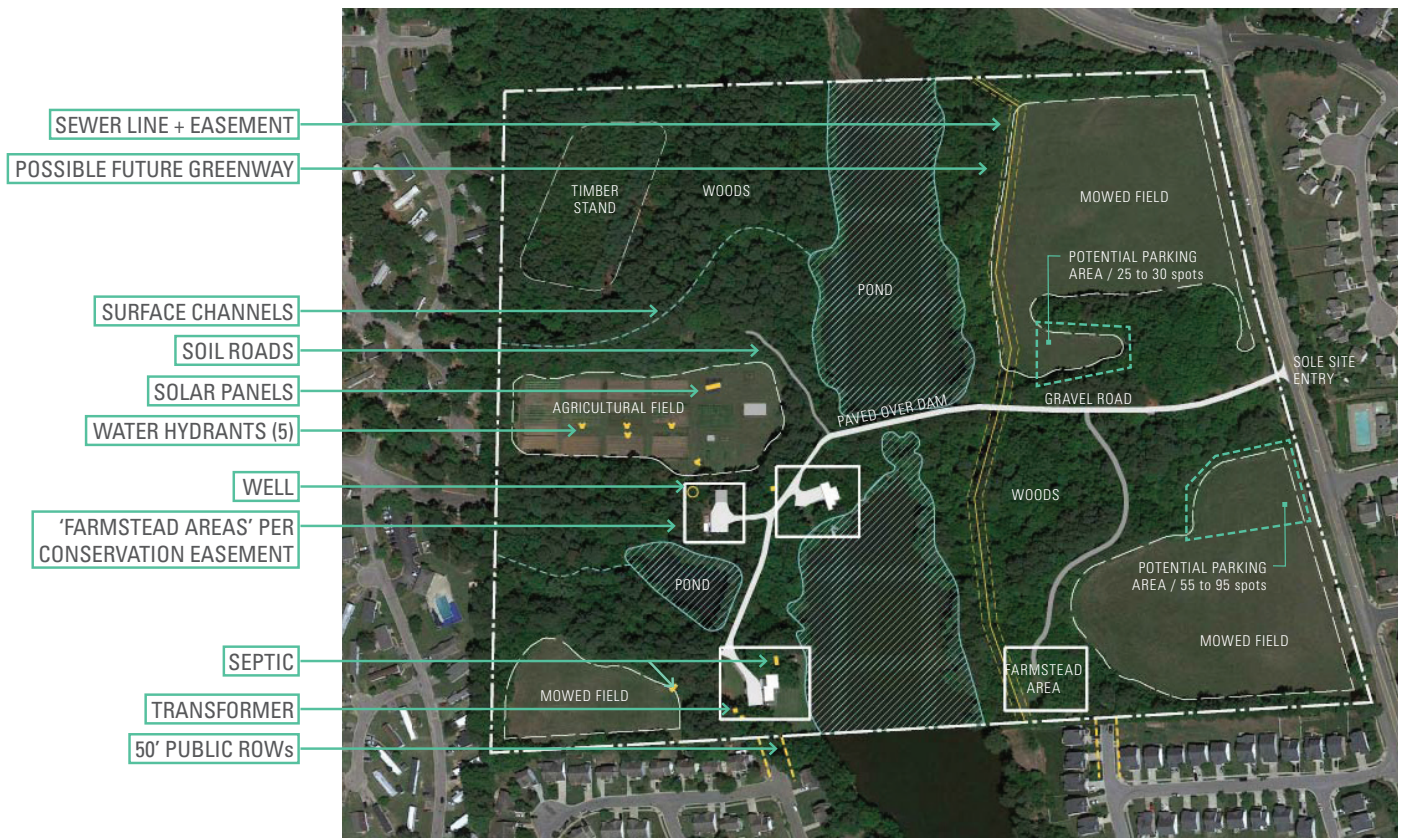 SEWER LINE + EASEMENT
POSSIBLE FUTURE GREENWAY
SURFACE CHANNELS
SOIL ROADS
SOLAR PANELS
WATER HYDRANTS (5)
WELL
'FARMSTEAD AREAS' PER
CONSERVATION EASEMENT
SEPTIC
TRANSFORMER
50' PUBLIC ROWs
TIMBER
STAND
WOODS
POND
MOWED FIELD
POTENTIAL PARKING
AREA / 25 to 30 spots
SOLE SITE
ENTRY
AGRICULTURAL FIELD
PAVED OVER DAM
GRAVEL ROAD
WOODS
POND
POTENTIAL PARKING
AREA / 55 to 95 spots
MOWED FIELD
MOWED FIELD
FARMSTEAD
AREA